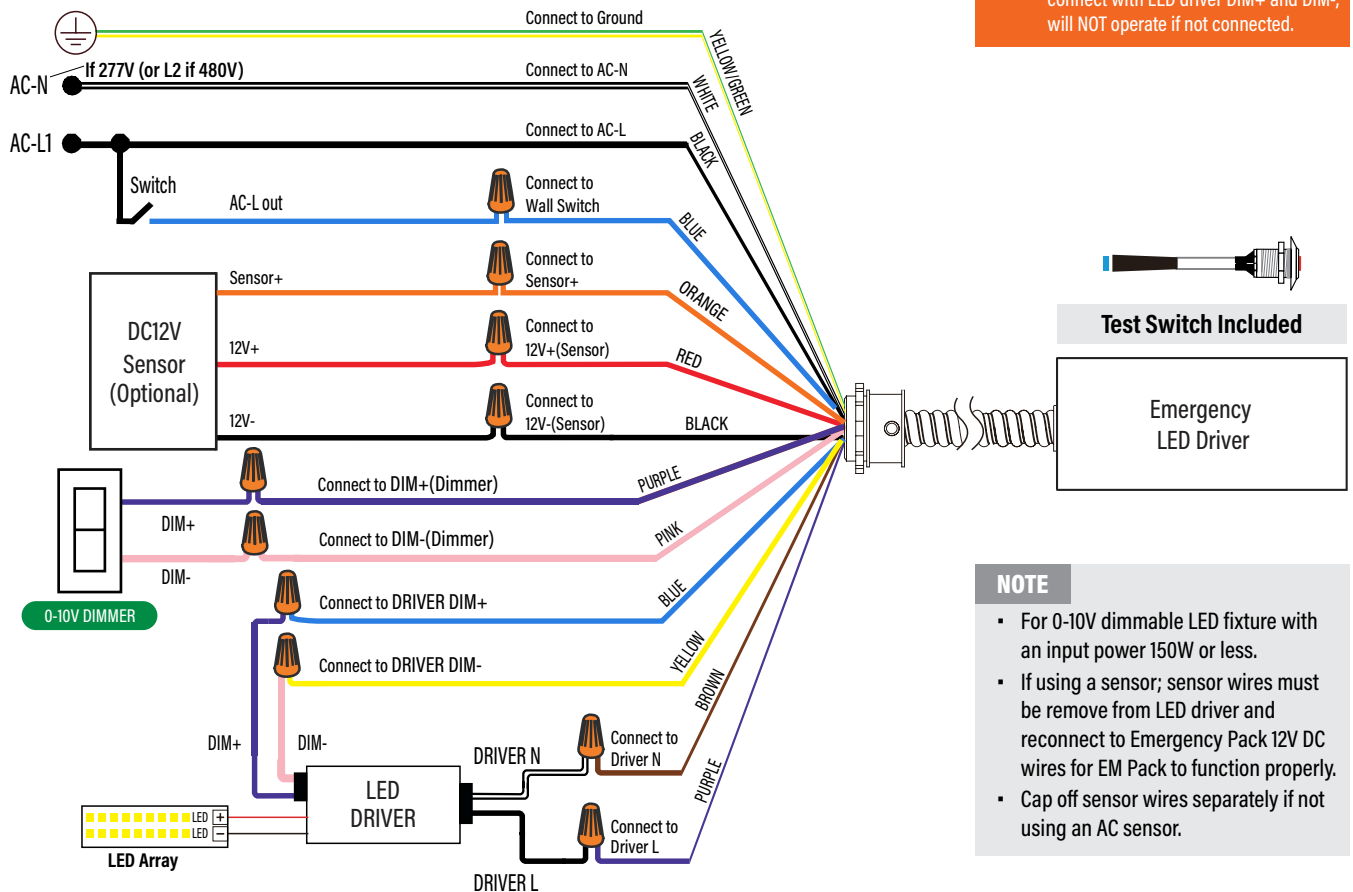 connect with LED driver DIM+ and DIM-,
will NOT operate if not connected.
Connect to Ground
YELLOW/GREEN
If 277V (or L2 if 480V)
AC-N
Connect to AC-N
WHITE
AC-L1
Connect to AC-L
BLACK
Switch
AC-L out
Connect to
Wall Switch
BLUE
DC12V
Sensor
(Optional)
Sensor+
Connect to
Sensor+
ORANGE
12V+
Connect to
12V+(Sensor)
RED
12V-
Connect to
12V-(Sensor)
BLACK
Test Switch Included
Emergency
LED Driver
DIM+
Connect to DIM+(Dimmer)
PURPLE
DIM-
Connect to DIM-(Dimmer)
PINK
0-10V DIMMER
Connect to DRIVER DIM+
BLUE
Connect to DRIVER DIM-
YELLOW
DIM+
DIM-
LED
DRIVER
DRIVER N
Connect to
Driver N
BROWN
DRIVER L
Connect to
Driver L
PURPLE
LED +
LED −
LED Array
NOTE
▪ For 0-10V dimmable LED fixture with
an input power 150W or less.
▪ If using a sensor; sensor wires must
be remove from LED driver and
reconnect to Emergency Pack 12V DC
wires for EM Pack to function properly.
▪ Cap off sensor wires separately if not
using an AC sensor.